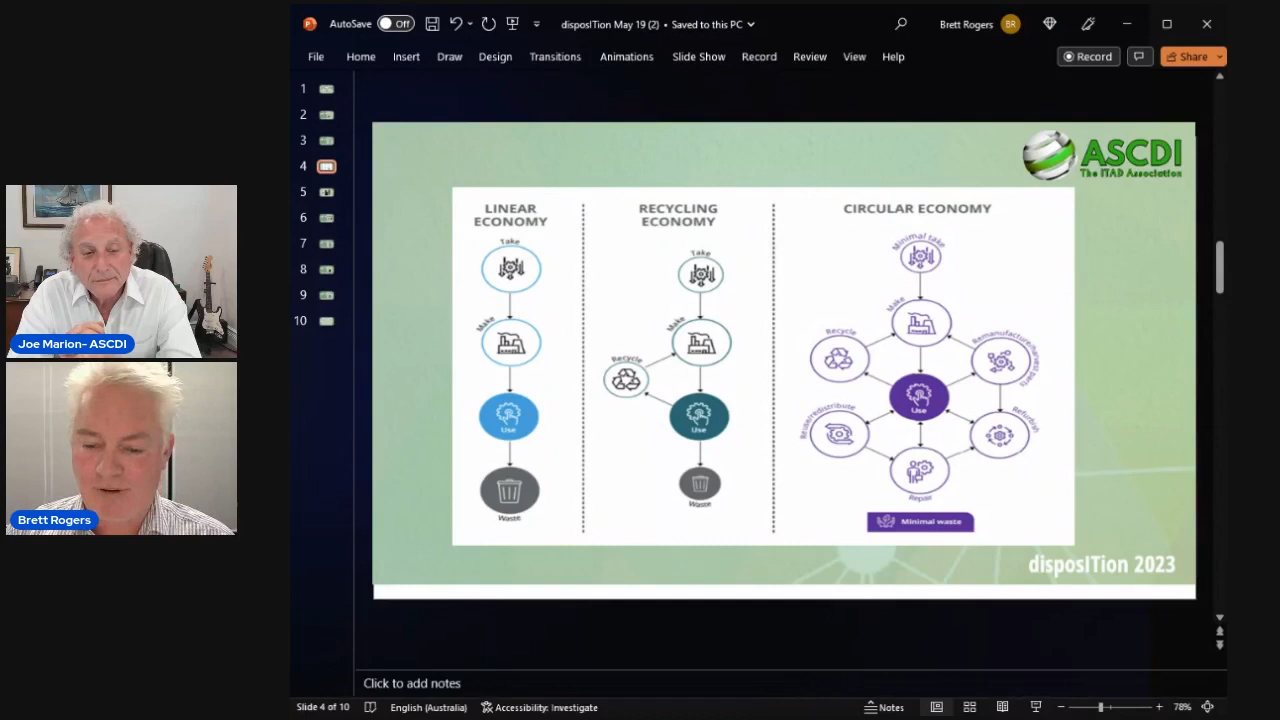 AutoSave
Off
disposITion May 19 (2) • Saved to this PC
Brett Rogers
BR
File
Home
Insert
Draw
Design
Transitions
Animations
Slide Show
Record
Review
View
Help
Record
Share
1
2
3
4
5
6
7
8
9
10
ASCDI
The ITAD Association
LINEAR
ECONOMY
Take
Make
Use
Waste
RECYCLING
ECONOMY
Take
Make
Recycle
Use
Waste
CIRCULAR ECONOMY
Minimal take
Make
Recycle
Remanufacture/harvest parts
Use
Reuse/redistribute
Refurbish
Repair
Minimal waste
disposITion 2023
Joe Marion- ASCDI
Brett Rogers
Click to add notes
Slide 4 of 10
English (Australia)
Accessibility: Investigate
Notes
78%